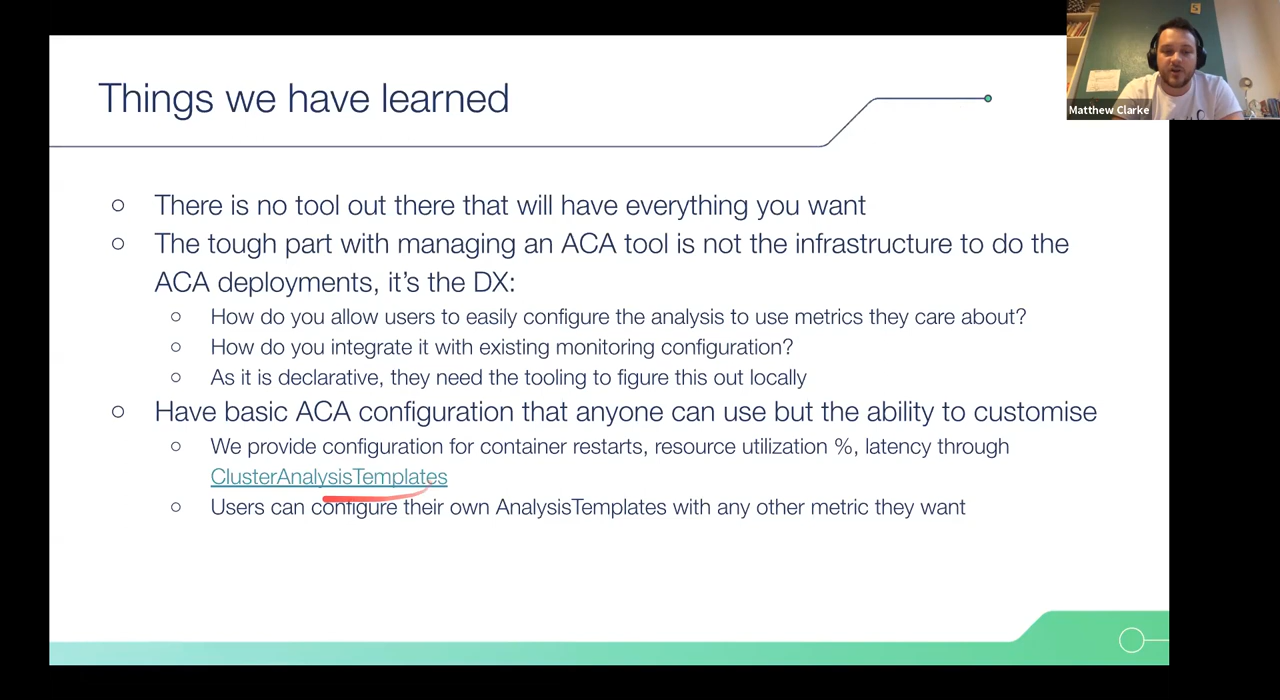 Matthew Clarke
Things we have learned
There is no tool out there that will have everything you want
The tough part with managing an ACA tool is not the infrastructure to do the
ACA deployments, it’s the DX:
How do you allow users to easily configure the analysis to use metrics they care about?
How do you integrate it with existing monitoring configuration?
As it is declarative, they need the tooling to figure this out locally
Have basic ACA configuration that anyone can use but the ability to customise
We provide configuration for container restarts, resource utilization %, latency through
ClusterAnalysisTemplates
Users can configure their own AnalysisTemplates with any other metric they want